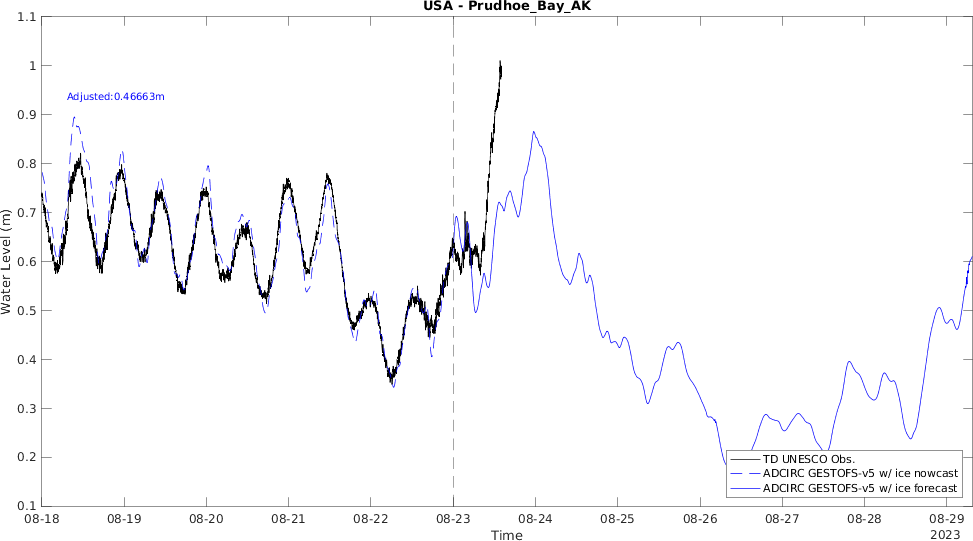 USA - Prudhoe_Bay_AK
1.1
1
0.9
0.8
0.7
0.6
0.5
0.4
0.3
0.2
0.1
Water Level (m)
Adjusted:0.46663m
TD UNESCO Obs.
ADCIRC GESTOFS-v5 w/ ice nowcast
ADCIRC GESTOFS-v5 w/ ice forecast
08-18 08-19 08-20 08-21 08-22 08-23 08-24 08-25 08-26 08-27 08-28 08-29
Time
2023